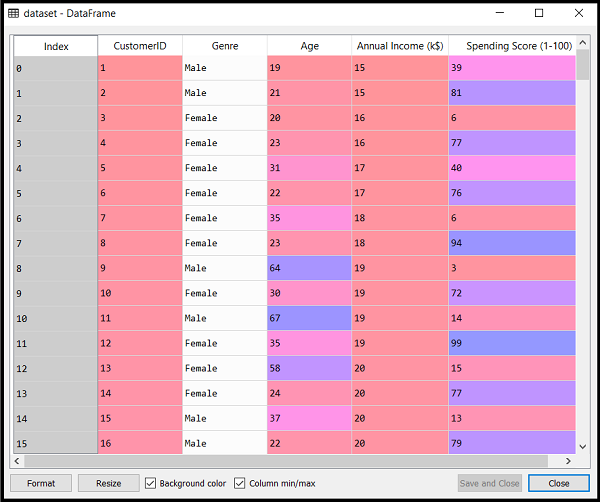 dataset - DataFrame
Index CustomerID Genre Age Annual Income (k$) Spending Score (1-100)
0 1 Male 19 15 39
1 2 Male 21 15 81
2 3 Female 20 16 6
3 4 Female 23 16 77
4 5 Female 31 17 40
5 6 Female 22 17 76
6 7 Female 35 18 6
7 8 Female 23 18 94
8 9 Male 64 19 3
9 10 Female 30 19 72
10 11 Male 67 19 14
11 12 Female 35 19 99
12 13 Female 58 20 15
13 14 Female 24 20 77
14 15 Male 37 20 13
15 16 Male 22 20 79
Format Resize Background color Column min/max Save and Close Close